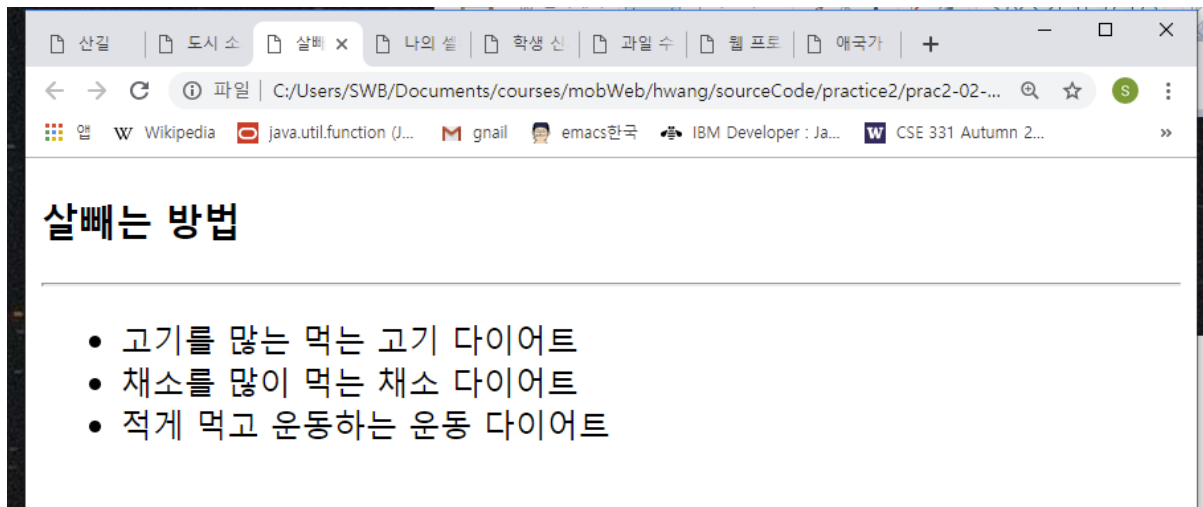 산길 도시 소 살빼 나의 셀 학생 신 과일 수 웹 프로 애국가
파일 C:/Users/SWB/Documents/courses/mobWeb/hwang/sourceCode/practice2/prac2-02-... S
앱 W Wikipedia java.util.function (J... M gnail emacs한국 IBM Developer : Ja... W CSE 331 Autumn 2... »
살빼는 방법
• 고기를 많는 먹는 고기 다이어트
• 채소를 많이 먹는 채소 다이어트
• 적게 먹고 운동하는 운동 다이어트